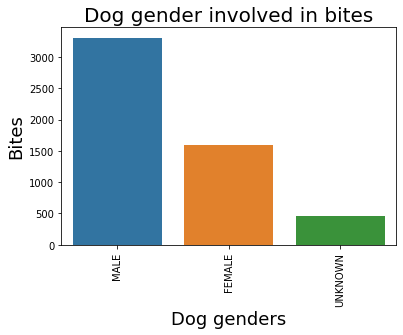 Dog gender involved in bites
Bites
3000
2500
2000
1500
1000
500
0
MALE
FEMALE
UNKNOWN
Dog genders